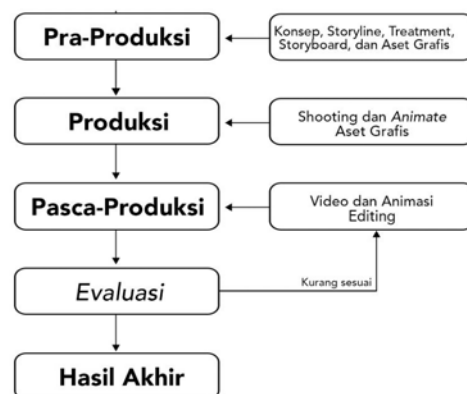 Pra-Produksi
Konsep, Storyline, Treatment,
Storyboard, dan Aset Grafis
Produksi
Shooting dan Animate
Aset Grafis
Pasca-Produksi
Video dan Animasi
Editing
Evaluasi
Kurang sesuai
Hasil Akhir